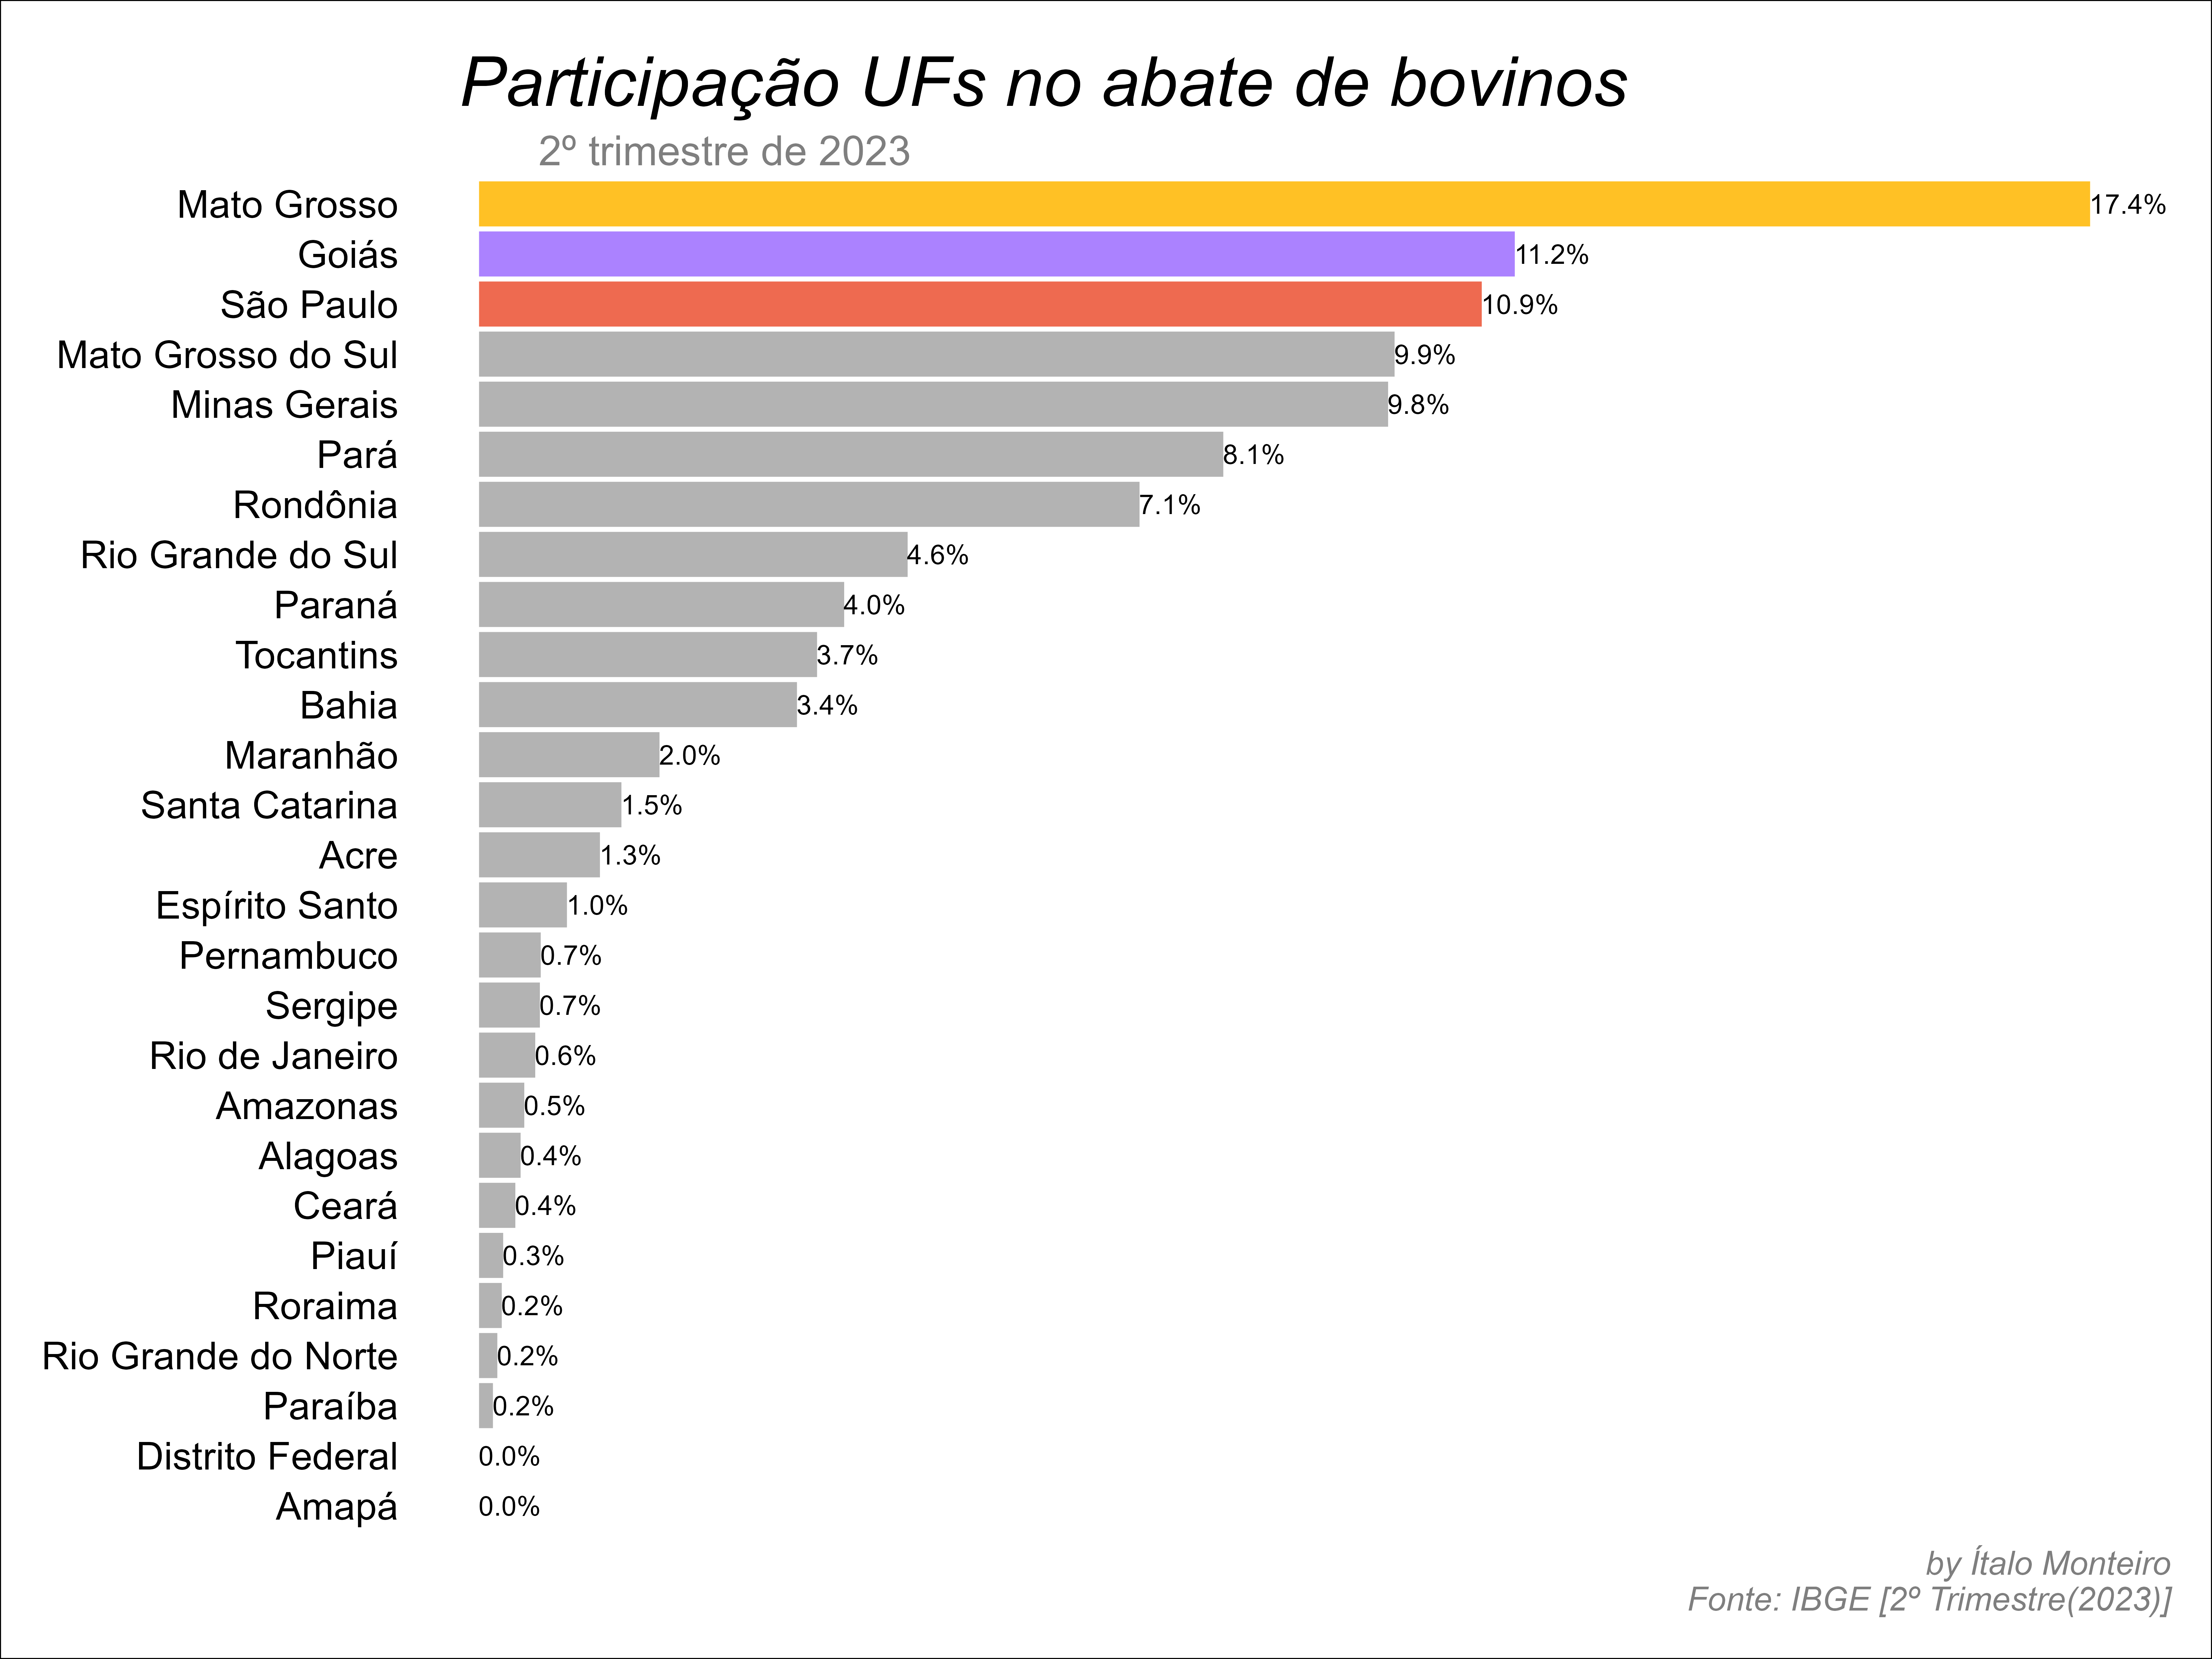 Participação UFs no abate de bovinos
2º trimestre de 2023
Mato Grosso 17.4%
Goiás 11.2%
São Paulo 10.9%
Mato Grosso do Sul 9.9%
Minas Gerais 9.8%
Pará 8.1%
Rondônia 7.1%
Rio Grande do Sul 4.6%
Paraná 4.0%
Tocantins 3.7%
Bahia 3.4%
Maranhão 2.0%
Santa Catarina 1.5%
Acre 1.3%
Espírito Santo 1.0%
Pernambuco 0.7%
Sergipe 0.7%
Rio de Janeiro 0.6%
Amazonas 0.5%
Alagoas 0.4%
Ceará 0.4%
Piauí 0.3%
Roraima 0.2%
Rio Grande do Norte 0.2%
Paraíba 0.2%
Distrito Federal 0.0%
Amapá 0.0%
by Ítalo Monteiro
Fonte: IBGE [2º Trimestre(2023)]